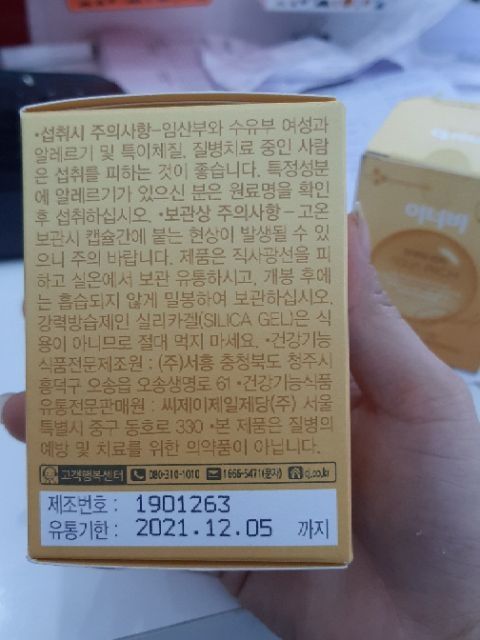 •섭취시 주의사항-임산부와 수유부 여성과
알레르기 및 특이체질, 질병치료 중인 사람
은 섭취를 피하는 것이 좋습니다. 특정성분
에 알레르기가 있으신 분은 원료명을 확인
후 섭취하십시오. •보관상 주의사항 - 고온
보관시 캡슐간에 붙는 현상이 발생될 수 있
으니 주의 바랍니다. 제품은 직사광선을 피
하고 실온에서 보관 유통하시고, 개봉 후에
는 흡습되지 않게 밀봉하여 보관하십시오.
강력방습제인 실리카겔(SILICA GEL)은 식
용이 아니므로 절대 먹지 마세요. •건강기능
식품전문제조원 : (주)서흥 충청북도 청주시
흥덕구 오송읍 오송생명로 61 •건강기능식품
유통전문판매원 : 씨제이제일제당(주) 서울
특별시 중구 동호로 330 •본 제품은 질병의
예방 및 치료를 위한 의약품이 아닙니다.
고객행복센터 080-310-1010 1666-5471(문자) cj.co.kr
제조번호 : 1901263
유통기한 : 2021.12.05 까지
이너비